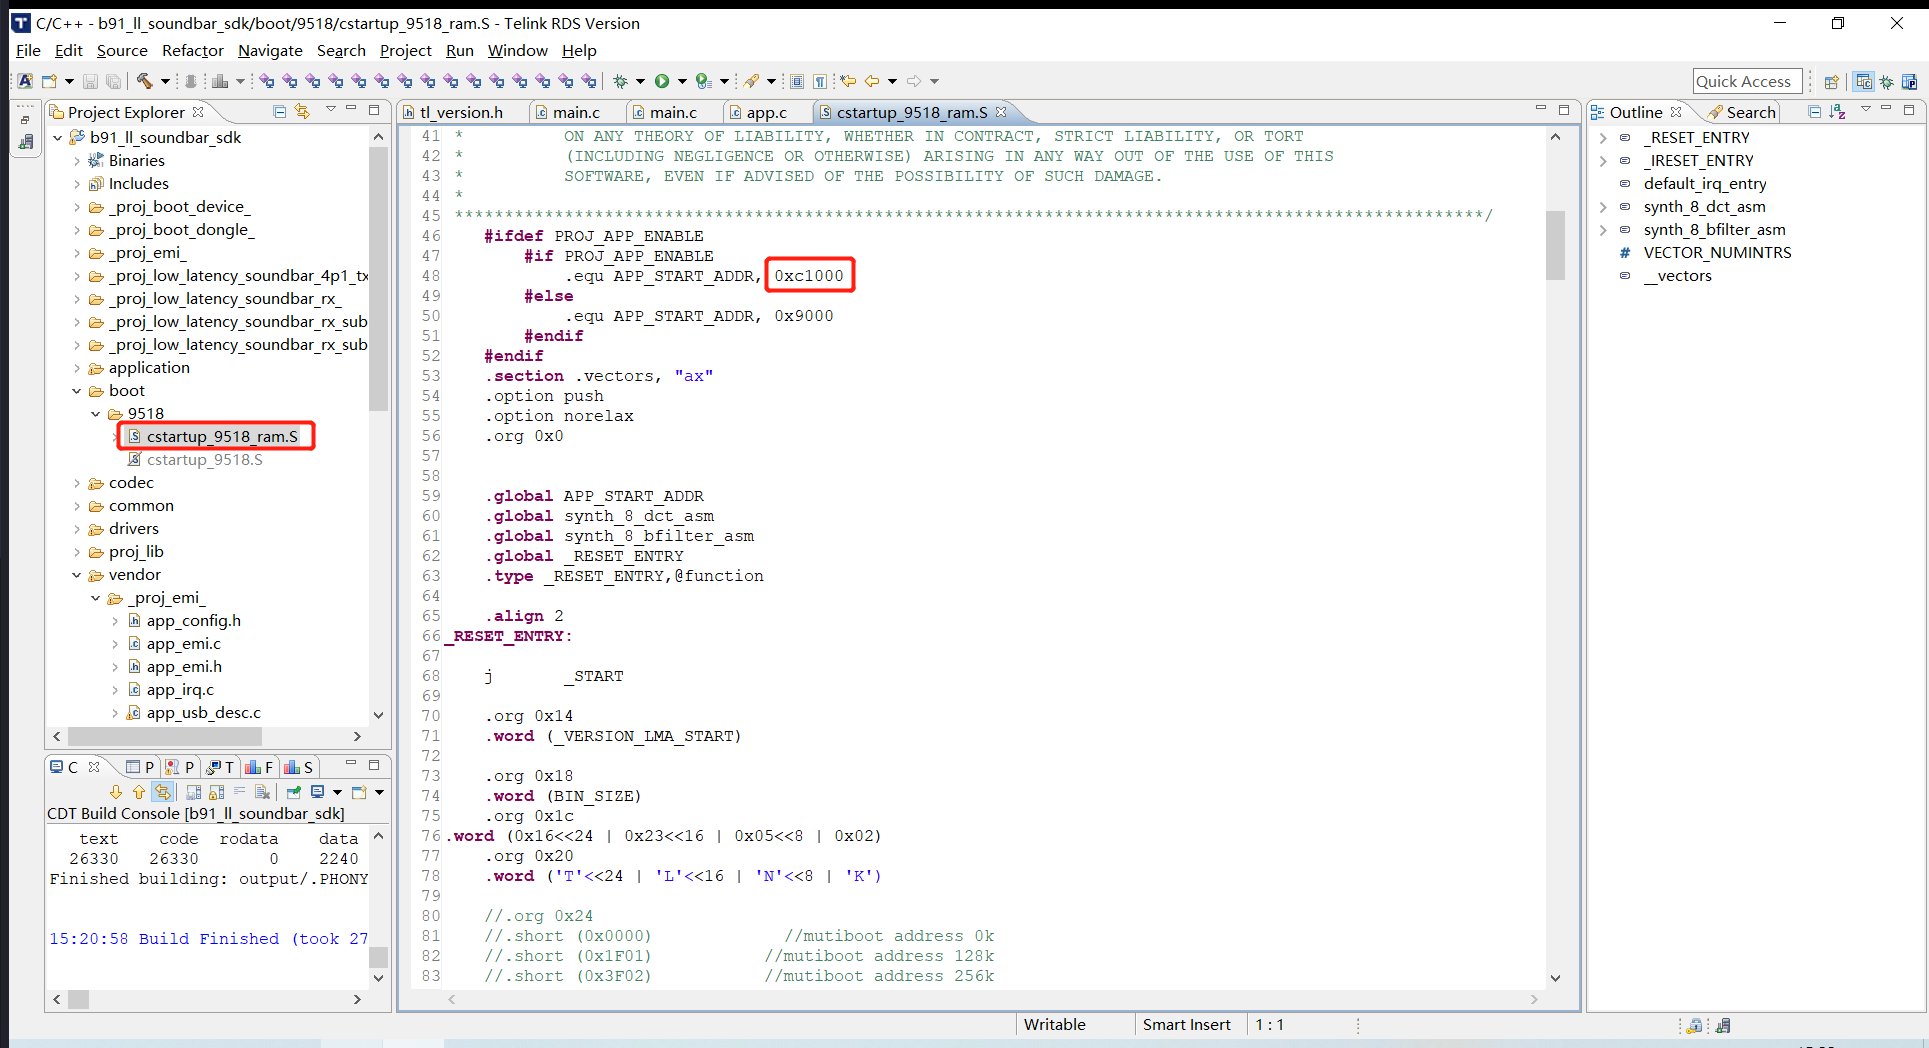 C/C++ - b91_ll_soundbar_sdk/boot/9518/cstartup_9518_ram.S - Telink RDS Version
File Edit Source Refactor Navigate Search Project Run Window Help
Quick Access
Project Explorer
b91_ll_soundbar_sdk
Binaries
Includes
_proj_boot_device_
_proj_boot_dongle_
_proj_emi_
_proj_low_latency_soundbar_4p1_tx
_proj_low_latency_soundbar_rx_
_proj_low_latency_soundbar_rx_sub
_proj_low_latency_soundbar_rx_sub
application
boot
9518
cstartup_9518_ram.S
cstartup_9518.S
codec
common
drivers
proj_lib
vendor
_proj_emi_
app_config.h
app_emi.c
app_emi.h
app_irq.c
app_usb_desc.c
C P P T F S
CDT Build Console [b91_ll_soundbar_sdk]
text code rodata data
26330 26330 0 2240
Finished building: output/.PHONY
15:20:58 Build Finished (took 27
tl_version.h main.c main.c app.c cstartup_9518_ram.S
41 * ON ANY THEORY OF LIABILITY, WHETHER IN CONTRACT, STRICT LIABILITY, OR TORT
42 * (INCLUDING NEGLIGENCE OR OTHERWISE) ARISING IN ANY WAY OUT OF THE USE OF THIS
43 * SOFTWARE, EVEN IF ADVISED OF THE POSSIBILITY OF SUCH DAMAGE.
44 *
45 *******************************************************************************************************/
46 #ifdef PROJ_APP_ENABLE
47 #if PROJ_APP_ENABLE
48 .equ APP_START_ADDR, 0xc1000
49 #else
50 .equ APP_START_ADDR, 0x9000
51 #endif
52 #endif
53 .section .vectors, "ax"
54 .option push
55 .option norelax
56 .org 0x0
57
58
59 .global APP_START_ADDR
60 .global synth_8_dct_asm
61 .global synth_8_bfilter_asm
62 .global _RESET_ENTRY
63 .type _RESET_ENTRY,@function
64
65 .align 2
66 _RESET_ENTRY:
67
68 j _START
69
70 .org 0x14
71 .word (_VERSION_LMA_START)
72
73 .org 0x18
74 .word (BIN_SIZE)
75 .org 0x1c
76 .word (0x16<<24 | 0x23<<16 | 0x05<<8 | 0x02)
77 .org 0x20
78 .word ('T'<<24 | 'L'<<16 | 'N'<<8 | 'K')
79
80 //.org 0x24
81 //.short (0x0000) //mutiboot address 0k
82 //.short (0x1F01) //mutiboot address 128k
83 //.short (0x3F02) //mutiboot address 256k
Outline Search
_RESET_ENTRY
_IRESET_ENTRY
default_irq_entry
synth_8_dct_asm
synth_8_bfilter_asm
# VECTOR_NUMINTRS
__vectors
Writable Smart Insert 1 : 1